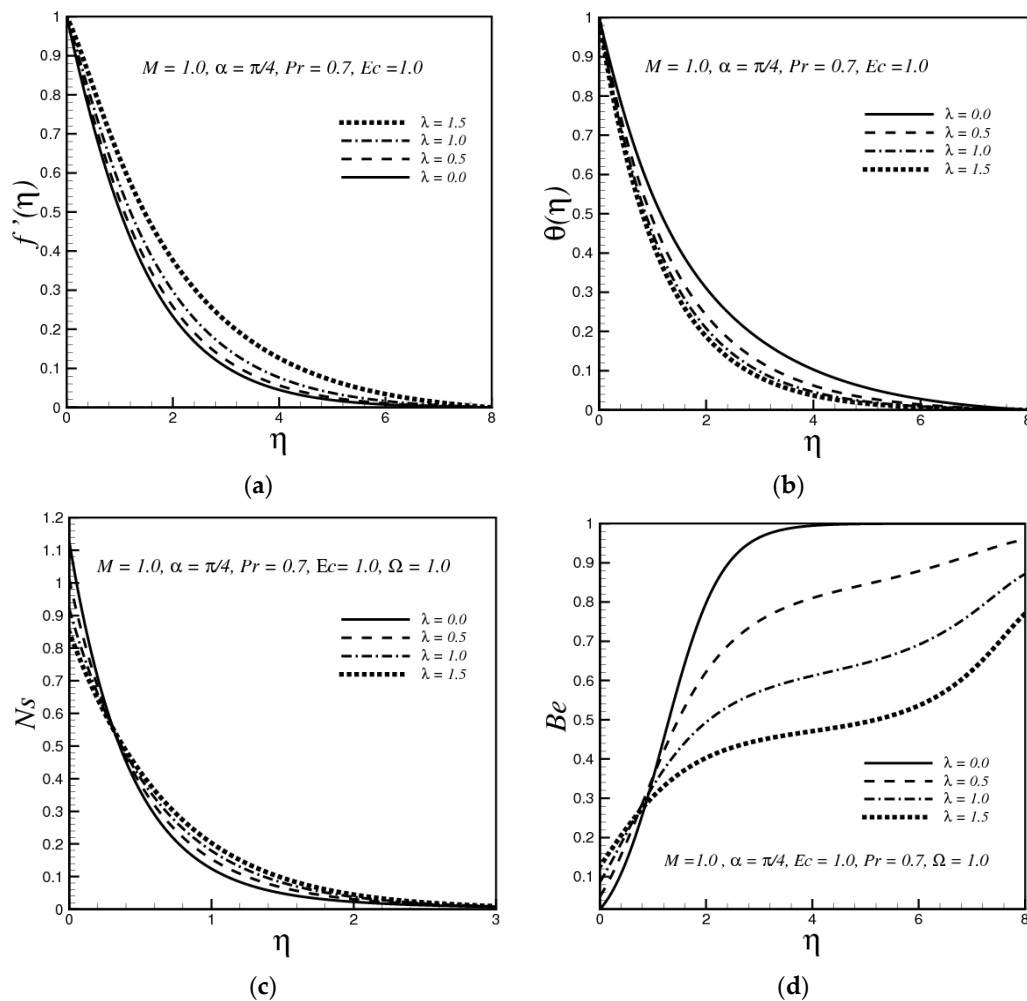 M = 1.0, α = π/4, Pr = 0.7, Ec =1.0
λ = 1.5
λ = 1.0
λ = 0.5
λ = 0.0
f '(η)
1
0.9
0.8
0.7
0.6
0.5
0.4
0.3
0.2
0.1
0
0 2 4 6 8
η
(a)
M = 1.0, α = π/4, Pr = 0.7, Ec =1.0
λ = 0.0
λ = 0.5
λ = 1.0
λ = 1.5
θ(η)
1
0.9
0.8
0.7
0.6
0.5
0.4
0.3
0.2
0.1
0
0 2 4 6 8
η
(b)
M = 1.0, α = π/4, Pr = 0.7, Ec= 1.0, Ω = 1.0
λ = 0.0
λ = 0.5
λ = 1.0
λ = 1.5
Ns
1.2
1.1
1
0.9
0.8
0.7
0.6
0.5
0.4
0.3
0.2
0.1
0
0 1 2 3
η
(c)
Be
1
0.9
0.8
0.7
0.6
0.5
0.4
0.3
0.2
0.1
λ = 0.0
λ = 0.5
λ = 1.0
λ = 1.5
M =1.0 , α = π/4, Ec = 1.0, Pr = 0.7, Ω = 1.0
0 2 4 6 8
η
(d)